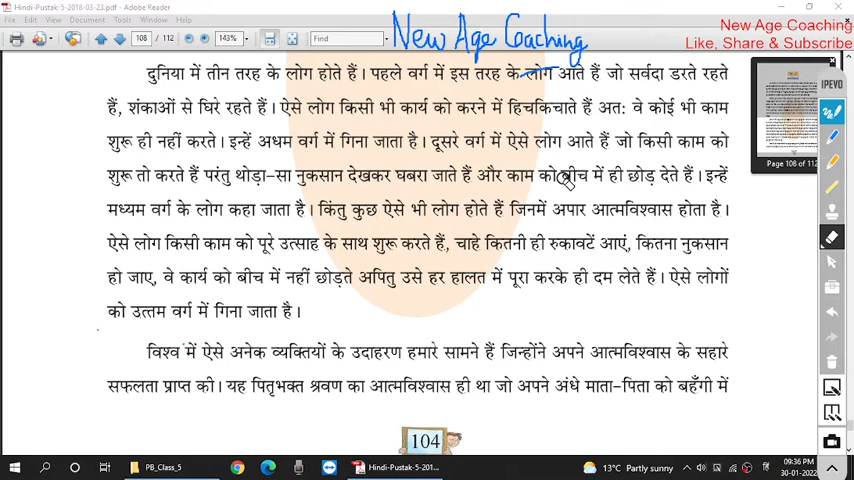 Hindi-Pustak-5-2018-03-23.pdf - Adobe Reader
File Edit View Document Tools Window Help
108 / 112 143% Find
New Age Coaching
New Age Coaching
Like, Share & Subscribe
IPEVO
Page 108 of 112
दुनिया में तीन तरह के लोग होते हैं। पहले वर्ग में इस तरह के लोग आते हैं जो सर्वदा डरते रहते
हैं, शंकाओं से घिरे रहते हैं। ऐसे लोग किसी भी कार्य को करने में हिचकिचाते हैं अत: वे कोई भी काम
शुरू ही नहीं करते। इन्हें अधम वर्ग में गिना जाता है। दूसरे वर्ग में ऐसे लोग आते हैं जो किसी काम को
शुरू तो करते हैं परंतु थोड़ा-सा नुकसान देखकर घबरा जाते हैं और काम को बीच में ही छोड़ देते हैं। इन्हें
मध्यम वर्ग के लोग कहा जाता है। किंतु कुछ ऐसे भी लोग होते हैं जिनमें अपार आत्मविश्वास होता है।
ऐसे लोग किसी काम को पूरे उत्साह के साथ शुरू करते हैं, चाहे कितनी ही रुकावटें आएं, कितना नुकसान
हो जाए, वे कार्य को बीच में नहीं छोड़ते अपितु उसे हर हालत में पूरा करके ही दम लेते हैं। ऐसे लोगों
को उत्तम वर्ग में गिना जाता है।
विश्व में ऐसे अनेक व्यक्तियों के उदाहरण हमारे सामने हैं जिन्होंने अपने आत्मविश्वास के सहारे
सफलता प्राप्त की। यह पितृभक्त श्रवण का आत्मविश्वास ही था जो अपने अंधे माता-पिता को बहँगी में
104
PB_Class_5
Hindi-Pustak-5-201...
13°C Partly sunny
09:36 PM
30-01-2022